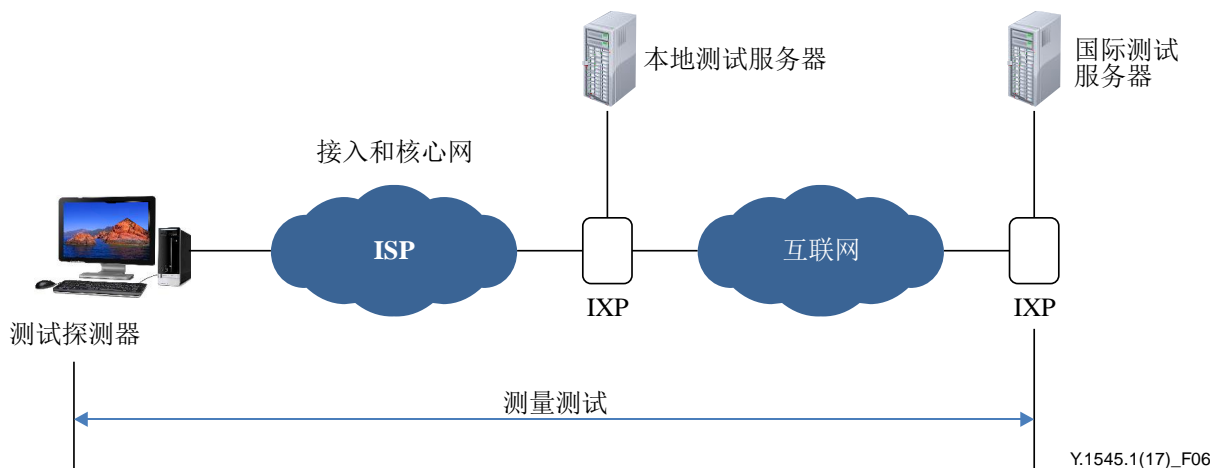 本地测试服务器
国际测试
服务器
接入和核心网
ISP
互联网
IXP
IXP
测试探测器
测量测试
Y.1545.1(17)_F06